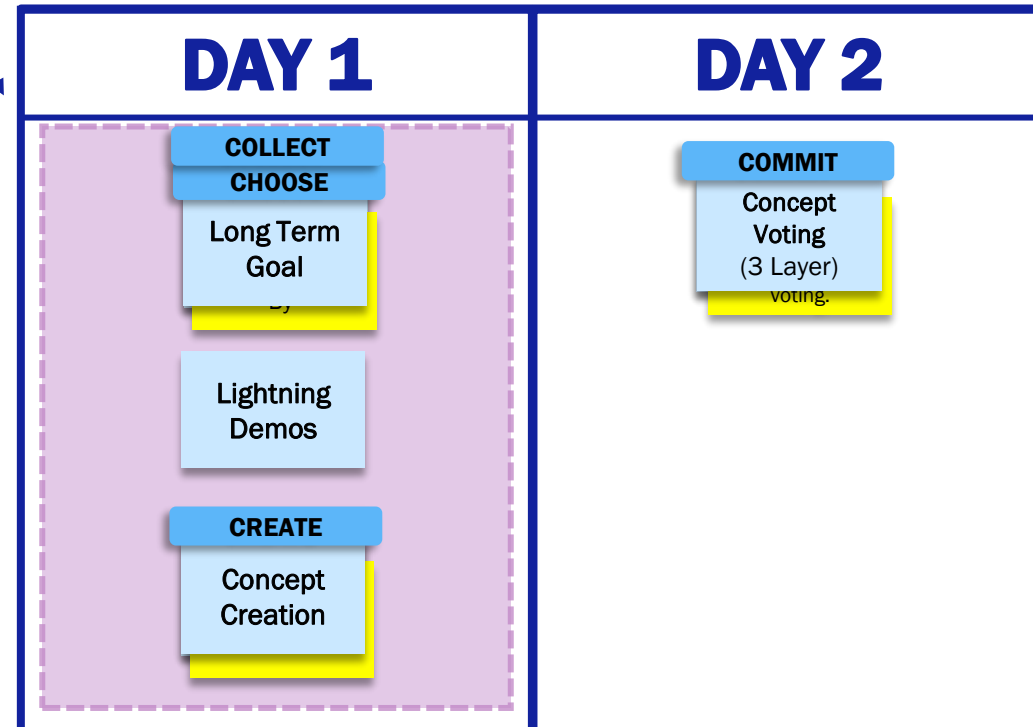 DAY 1
DAY 2
COLLECT
CHOOSE
Long Term
Goal
Lightning
Demos
CREATE
Concept
Creation
COMMIT
Concept
Voting
(3 Layer)
voting.